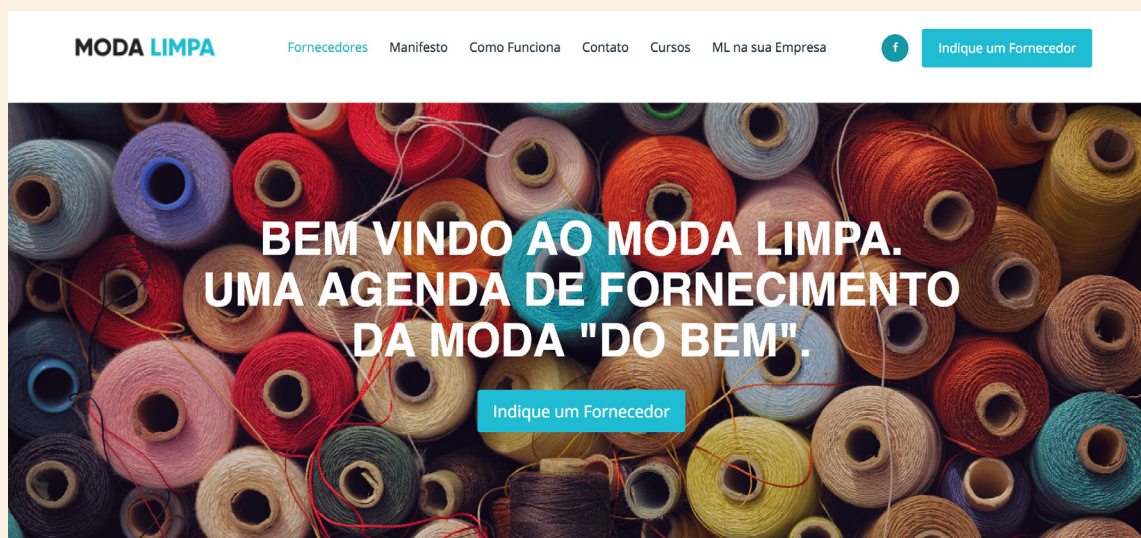 MODA LIMPA
Fornecedores Manifesto Como Funciona Contato Cursos ML na sua Empresa
f
Indique um Fornecedor
BEM VINDO AO MODA LIMPA.
UMA AGENDA DE FORNECIMENTO
DA MODA "DO BEM".
Indique um Fornecedor